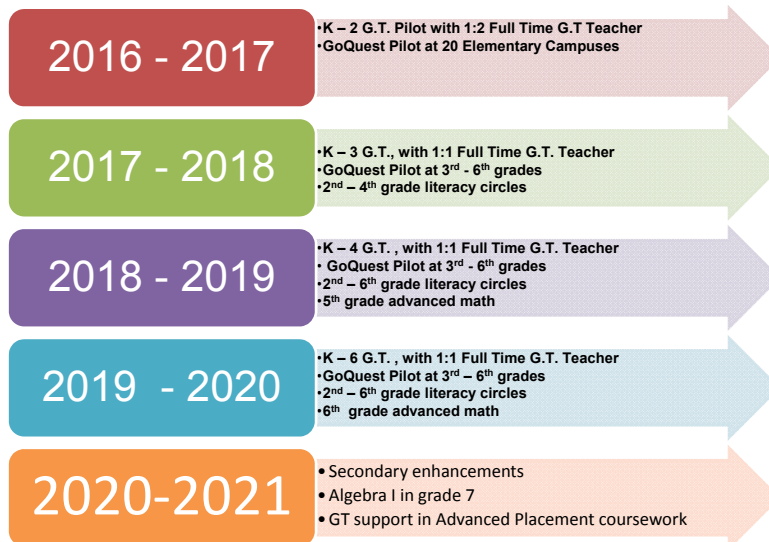 2016 - 2017
•K – 2 G.T. Pilot with 1:2 Full Time G.T Teacher
•GoQuest Pilot at 20 Elementary Campuses
2017 - 2018
•K – 3 G.T., with 1:1 Full Time G.T. Teacher
•GoQuest Pilot at 3rd - 6th grades
•2nd – 4th grade literacy circles
2018 - 2019
•K – 4 G.T. , with 1:1 Full Time G.T. Teacher
• GoQuest Pilot at 3rd - 6th grades
•2nd – 6th grade literacy circles
•5th grade advanced math
2019 - 2020
•K – 6 G.T. , with 1:1 Full Time G.T. Teacher
•GoQuest Pilot at 3rd – 6th grades
•2nd – 6th grade literacy circles
•6th grade advanced math
2020-2021
• Secondary enhancements
• Algebra I in grade 7
• GT support in Advanced Placement coursework